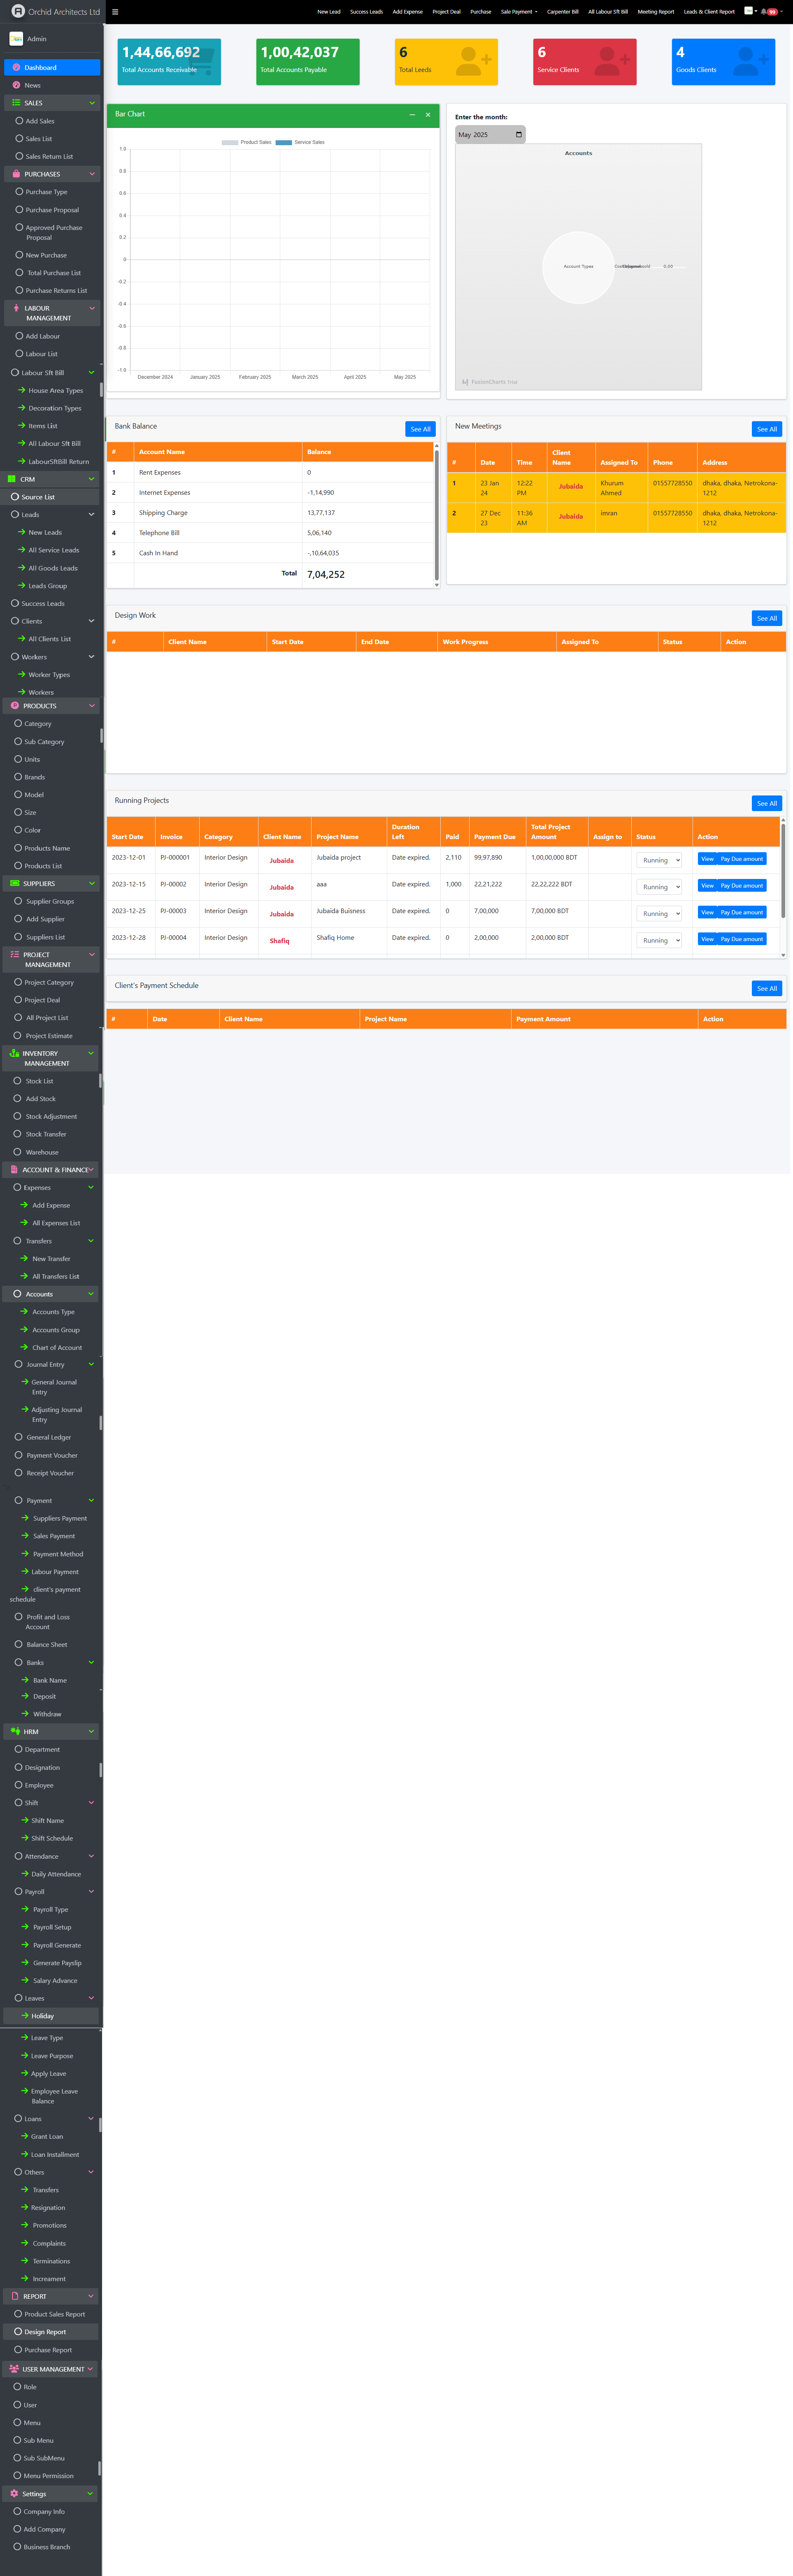 Orchid Architects Ltd
New Lead Success Leads Add Expense Project Deal Purchase Sale Payment Carpenter Bill All Labour Sft Bill Meeting Report Leads & Client Report 99
Admin
Dashboard
News
SALES
Add Sales
Sales List
Sales Return List
PURCHASES
Purchase Type
Purchase Proposal
Approved Purchase
Proposal
New Purchase
Total Purchase List
Purchase Returns List
LABOUR
MANAGEMENT
Add Labour
Labour List
Labour Sft Bill
House Area Types
Decoration Types
Items List
All Labour Sft Bill
LabourSftBill Return
CRM
Source List
Leads
New Leads
All Service Leads
All Goods Leads
Leads Group
Success Leads
Clients
All Clients List
Workers
Worker Types
Workers
PRODUCTS
Category
Sub Category
Units
Brands
Model
Size
Color
Products Name
Products List
SUPPLIERS
Supplier Groups
Add Supplier
Suppliers List
PROJECT
MANAGEMENT
Project Category
Project Deal
All Project List
Project Estimate
INVENTORY
MANAGEMENT
Stock List
Add Stock
Stock Adjustment
Stock Transfer
Warehouse
ACCOUNT & FINANCE
Expenses
Add Expense
All Expenses List
Transfers
New Transfer
All Transfers List
Accounts
Accounts Type
Accounts Group
Chart of Account
Journal Entry
General Journal
Entry
Adjusting Journal
Entry
General Ledger
Payment Voucher
Receipt Voucher
Payment
Suppliers Payment
Sales Payment
Payment Method
Labour Payment
client's payment
schedule
Profit and Loss
Account
Balance Sheet
Banks
Bank Name
Deposit
Withdraw
HRM
Department
Designation
Employee
Shift
Shift Name
Shift Schedule
Attendance
Daily Attendance
Payroll
Payroll Type
Payroll Setup
Payroll Generate
Generate Payslip
Salary Advance
Leaves
Holiday
Leave Type
Leave Purpose
Apply Leave
Employee Leave
Balance
Loans
Grant Loan
Loan Installment
Others
Transfers
Resignation
Promotions
Complaints
Terminations
Increament
REPORT
Product Sales Report
Design Report
Purchase Report
USER MANAGEMENT
Role
User
Menu
Sub Menu
Sub SubMenu
Menu Permission
Settings
Company Info
Add Company
Business Branch
1,44,66,692
Total Accounts Receivable
1,00,42,037
Total Accounts Payable
6
Total Leeds
6
Service Clients
4
Goods Clients
Bar Chart
Product Sales Service Sales
1.0
0.8
0.6
0.4
0.2
0
-0.2
-0.4
-0.6
-0.8
-1.0
December 2024 January 2025 February 2025 March 2025 April 2025 May 2025
Enter the month:
May 2025
Accounts
Account Types
0.00
FusionCharts Trial
Bank Balance See All
# Account Name Balance
1 Rent Expenses 0
2 Internet Expenses -1,14,990
3 Shipping Charge 13,77,137
4 Telephone Bill 5,06,140
5 Cash In Hand -,10,64,035
Total 7,04,252
New Meetings See All
# Date Time Client Name Assigned To Phone Address
1 23 Jan 24 12:22 PM Jubaida Khurum Ahmed 01557728550 dhaka, dhaka, Netrokona-1212
2 27 Dec 23 11:36 AM Jubaida imran 01557728550 dhaka, dhaka, Netrokona-1212
Design Work See All
# Client Name Start Date End Date Work Progress Assigned To Status Action
Running Projects See All
Start Date Invoice Category Client Name Project Name Duration Left Paid Payment Due Total Project Amount Assign to Status Action
2023-12-01 PJ-000001 Interior Design Jubaida Jubaida project Date expired. 2,110 99,97,890 1,00,00,000 BDT Running View Pay Due amount
2023-12-15 PJ-00002 Interior Design Jubaida aaa Date expired. 1,000 22,21,222 22,22,222 BDT Running View Pay Due amount
2023-12-25 PJ-00003 Interior Design Jubaida Jubaida Buisness Date expired. 0 7,00,000 7,00,000 BDT Running View Pay Due amount
2023-12-28 PJ-00004 Interior Design Shafiq Shafiq Home Date expired. 0 2,00,000 2,00,000 BDT Running View Pay Due amount
Client's Payment Schedule See All
# Date Client Name Project Name Payment Amount Action